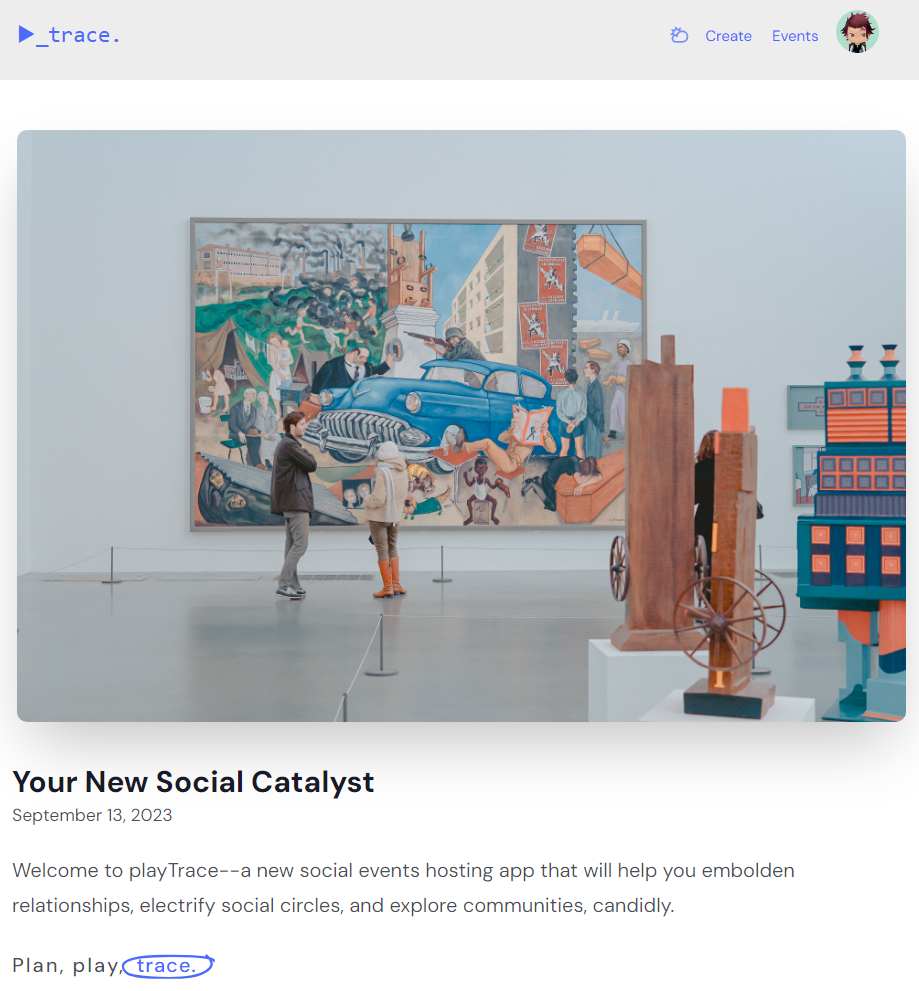 _trace.
Create Events
Your New Social Catalyst
September 13, 2023
Welcome to playTrace--a new social events hosting app that will help you embolden
relationships, electrify social circles, and explore communities, candidly.
Plan, play, trace.